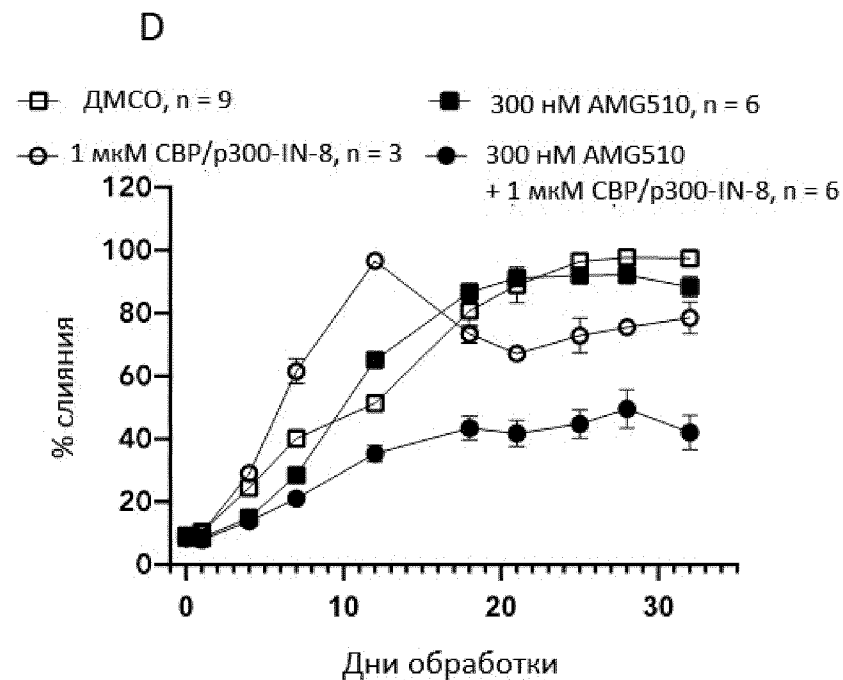 D
ДМСО, n = 9
300 нМ AMG510, n = 6
1 мкМ CBP/p300-IN-8, n = 3
300 нМ AMG510
+ 1 мкМ CBP/p300-IN-8, n = 6
120
100
80
60
40
20
0
% слияния
0 10 20 30
Дни обработки